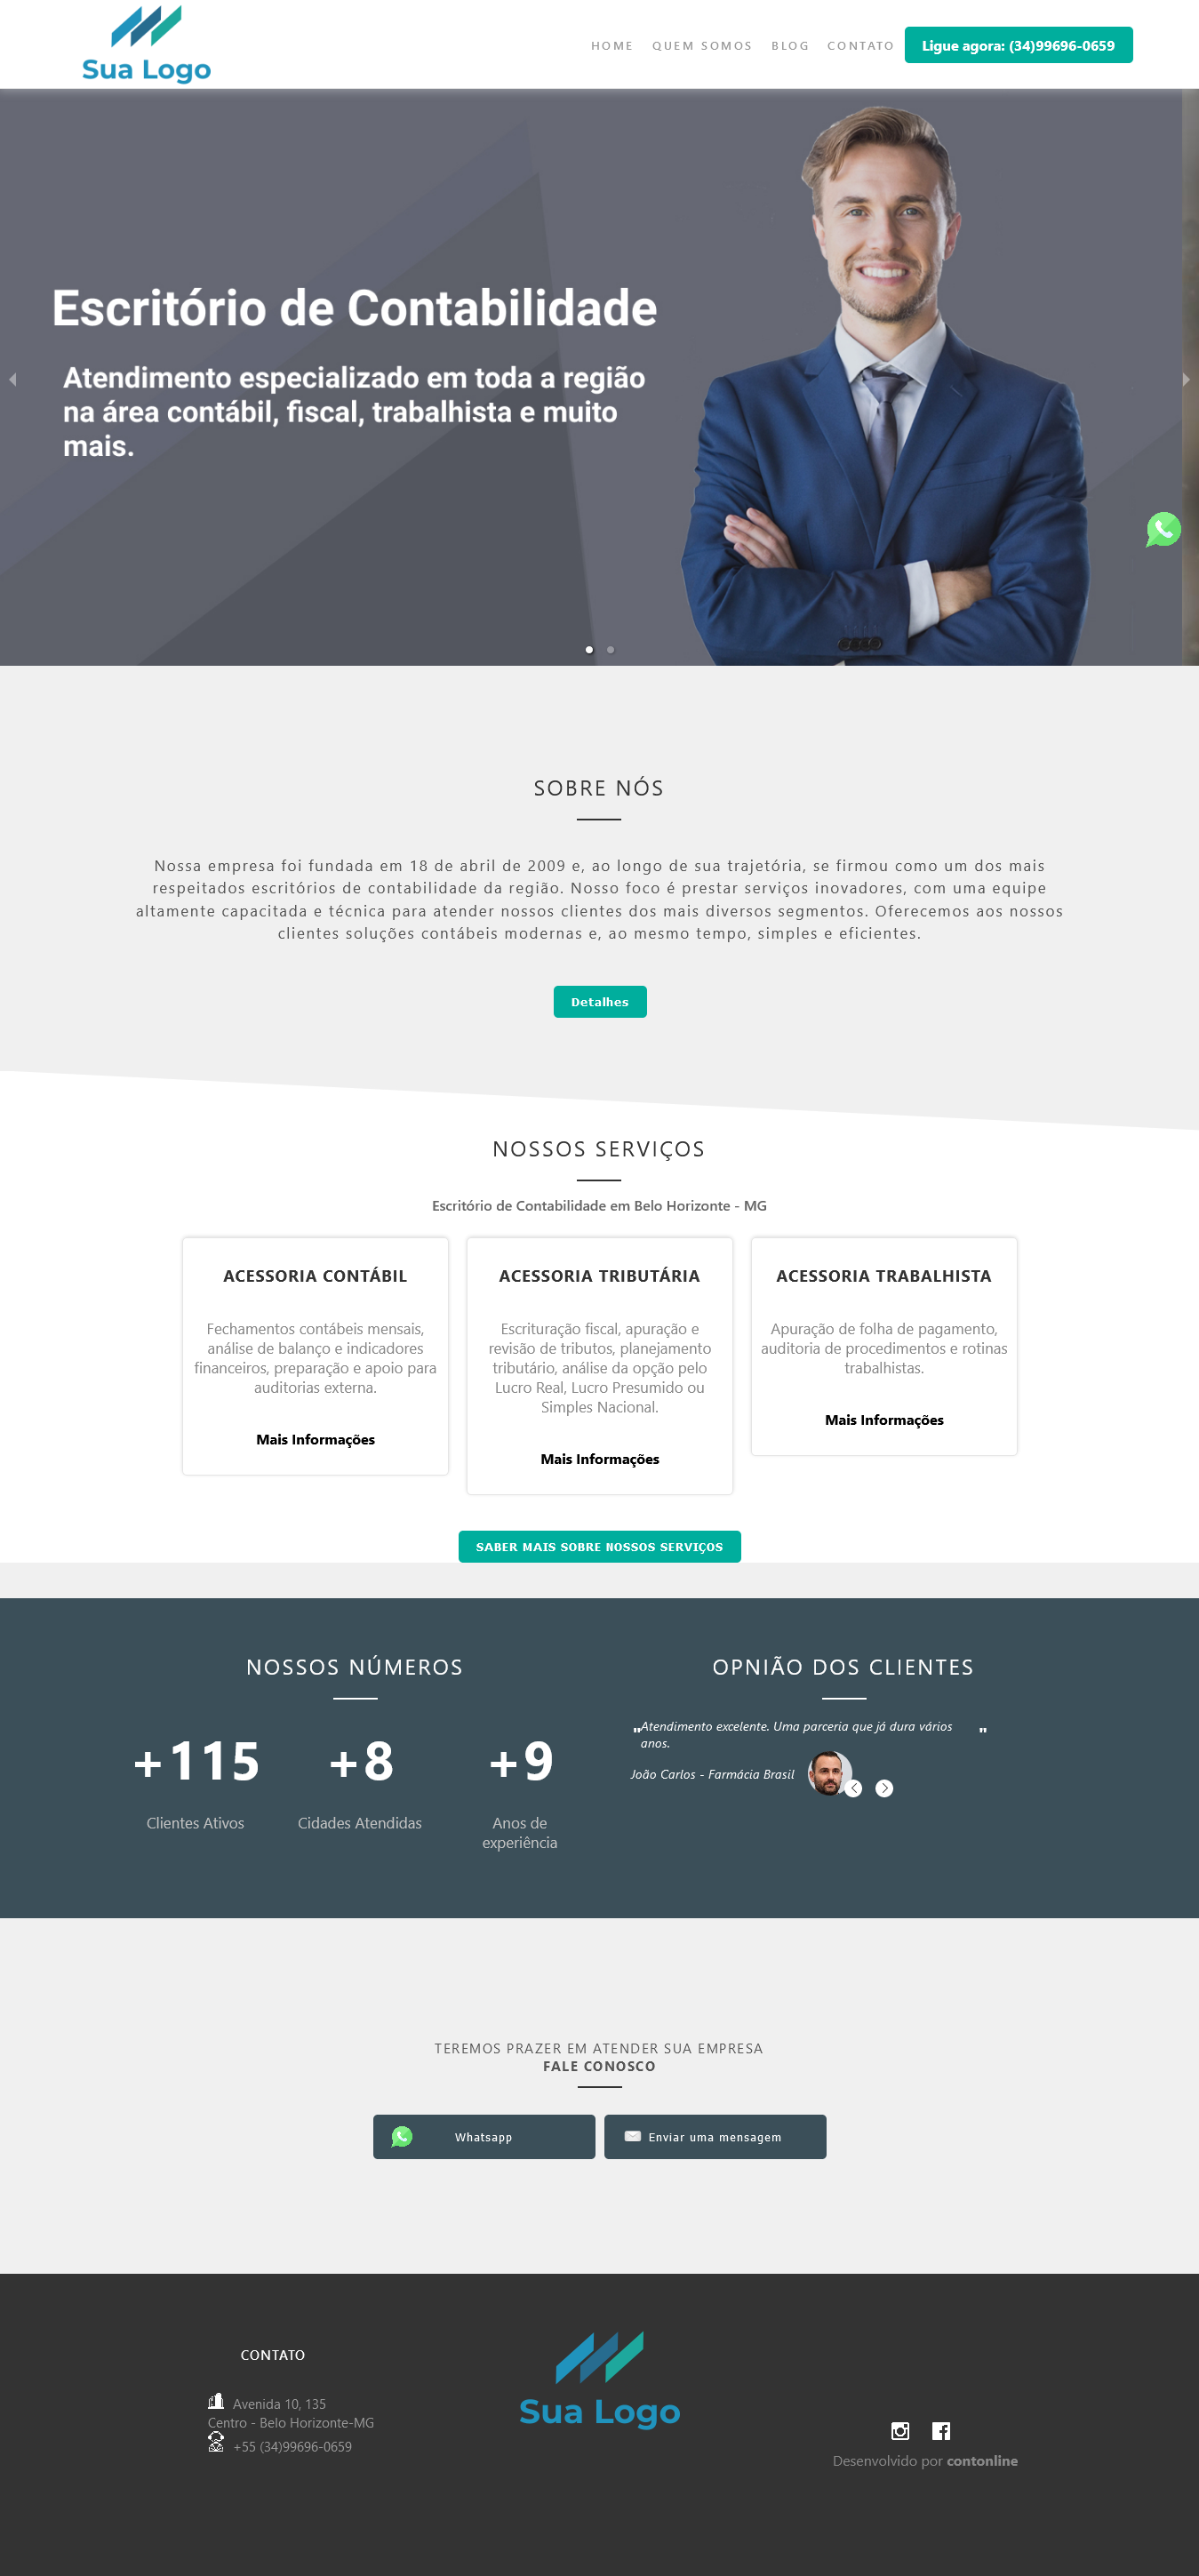 Sua Logo
HOME
QUEM SOMOS
BLOG
CONTATO
Ligue agora: (34)99696-0659
Escritório de Contabilidade
Atendimento especializado em toda a região
na área contábil, fiscal, trabalhista e muito
mais.
SOBRE NÓS
Nossa empresa foi fundada em 18 de abril de 2009 e, ao longo de sua trajetória, se firmou como um dos mais
respeitados escritórios de contabilidade da região. Nosso foco é prestar serviços inovadores, com uma equipe
altamente capacitada e técnica para atender nossos clientes dos mais diversos segmentos. Oferecemos aos nossos
clientes soluções contábeis modernas e, ao mesmo tempo, simples e eficientes.
Detalhes
NOSSOS SERVIÇOS
Escritório de Contabilidade em Belo Horizonte - MG
ACESSORIA CONTÁBIL
Fechamentos contábeis mensais,
análise de balanço e indicadores
financeiros, preparação e apoio para
auditorias externa.
Mais Informações
ACESSORIA TRIBUTÁRIA
Escrituração fiscal, apuração e
revisão de tributos, planejamento
tributário, análise da opção pelo
Lucro Real, Lucro Presumido ou
Simples Nacional.
Mais Informações
ACESSORIA TRABALHISTA
Apuração de folha de pagamento,
auditoria de procedimentos e rotinas
trabalhistas.
Mais Informações
SABER MAIS SOBRE NOSSOS SERVIÇOS
NOSSOS NÚMEROS
+115
Clientes Ativos
+8
Cidades Atendidas
+9
Anos de
experiência
OPNIÃO DOS CLIENTES
"Atendimento excelente. Uma parceria que já dura vários "
anos.
João Carlos - Farmácia Brasil
TEREMOS PRAZER EM ATENDER SUA EMPRESA
FALE CONOSCO
Whatsapp
Enviar uma mensagem
CONTATO
Avenida 10, 135
Centro - Belo Horizonte-MG
+55 (34)99696-0659
Sua Logo
Desenvolvido por contonline